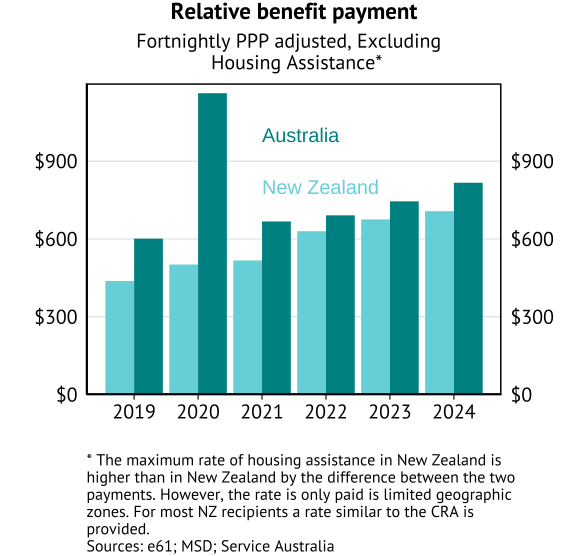 Relative benefit payment
Fortnightly PPP adjusted, Excluding
Housing Assistance*
Australia
New Zealand
$900 $900
$600 $600
$300 $300
$0 $0
2019 2020 2021 2022 2023 2024
* The maximum rate of housing assistance in New Zealand is
higher than in New Zealand by the difference between the two
payments. However, the rate is only paid is limited geographic
zones. For most NZ recipients a rate similar to the CRA is
provided.
Sources: e61; MSD; Service Australia